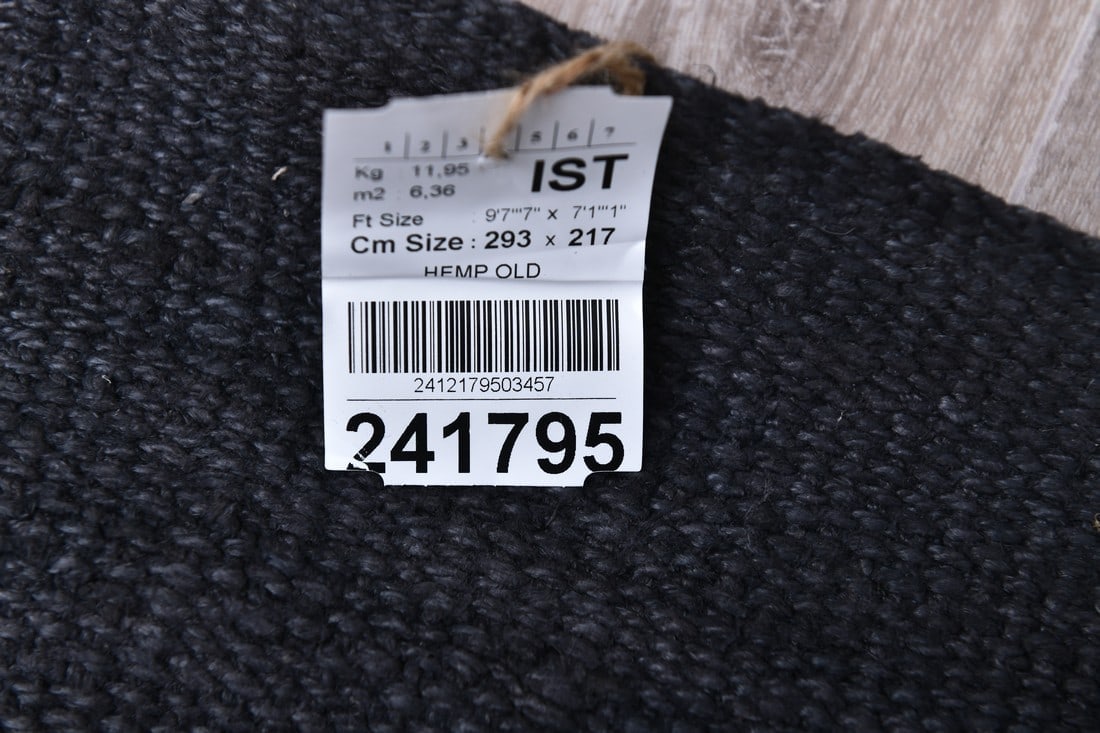 1 2 3 5 6 7
Kg 11,95 IST
m2 : 6,36
Ft Size : 9'7'"7" x 7'1'"1"
Cm Size : 293 x 217
HEMP OLD
2412179503457
241795